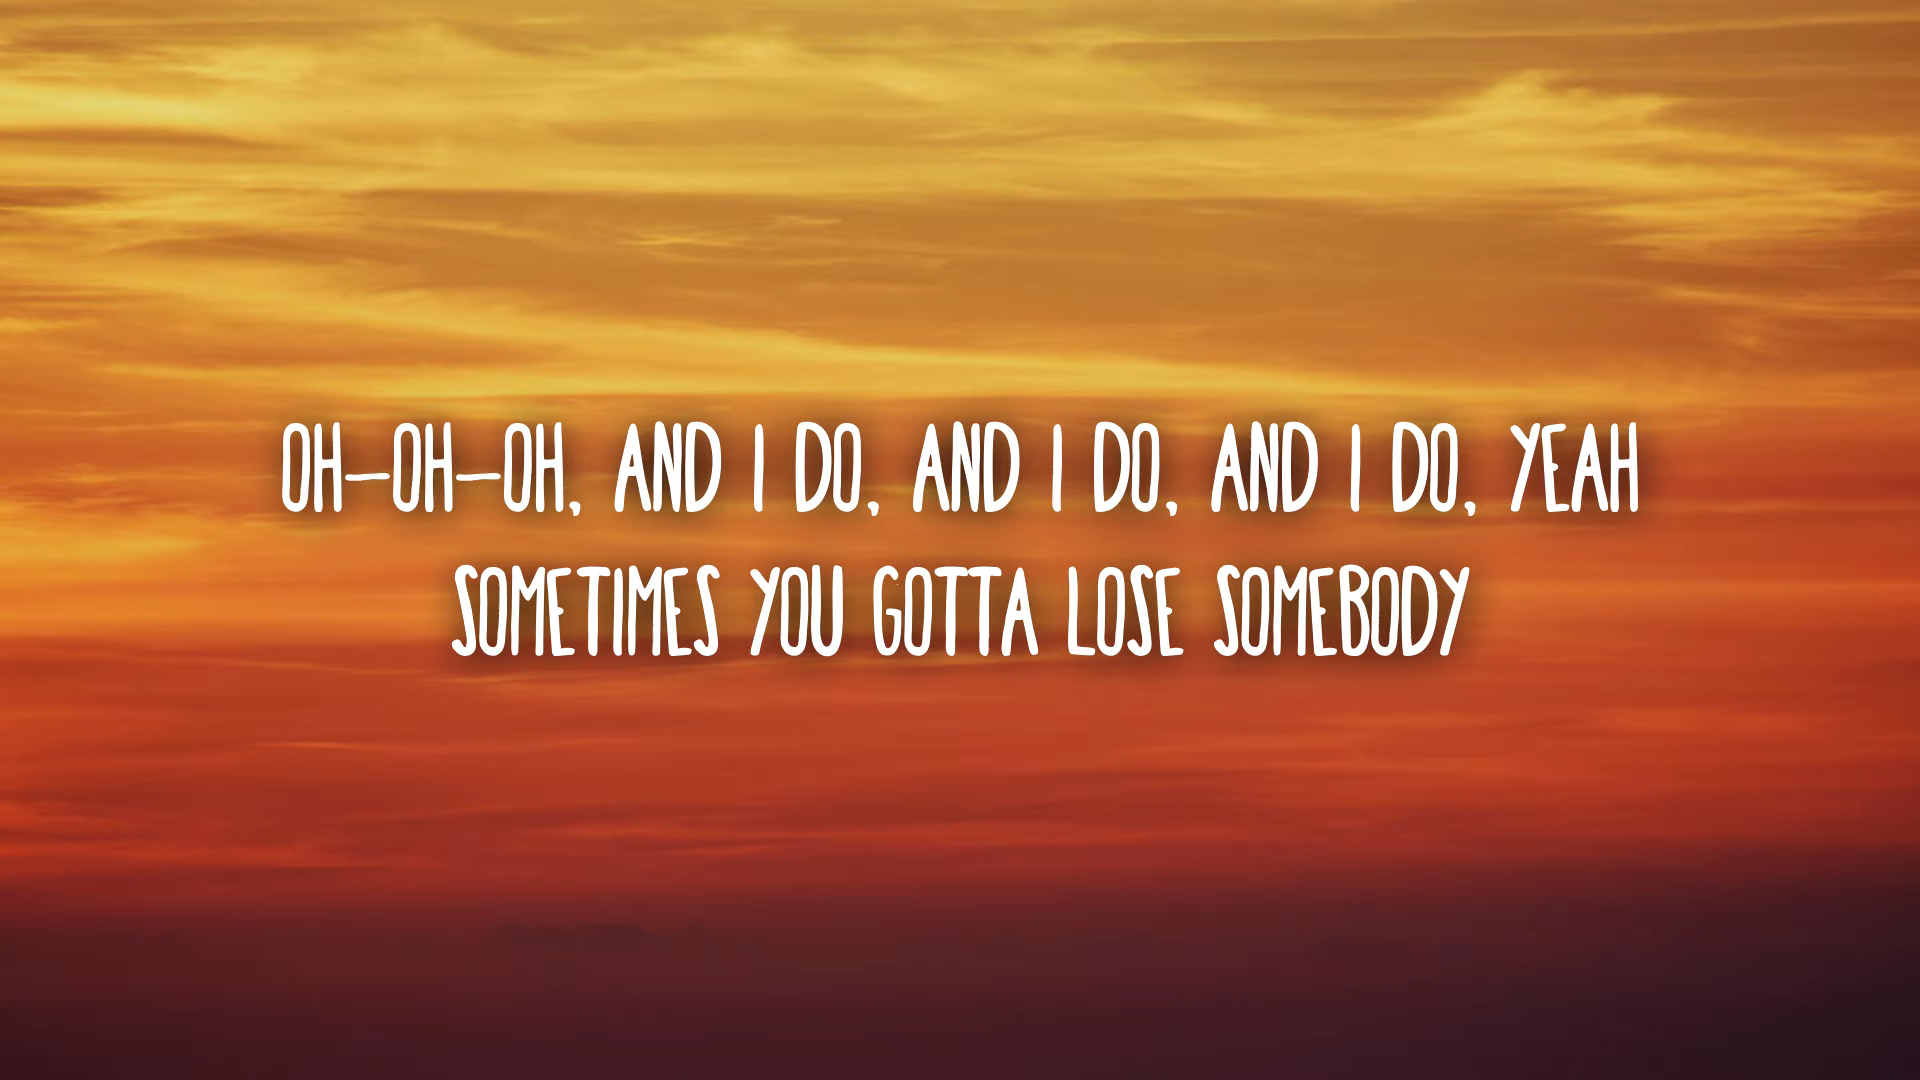 OH-OH-OH, AND I DO, AND I DO, AND I DO, YEAH
SOMETIMES YOU GOTTA LOSE SOMEBODY